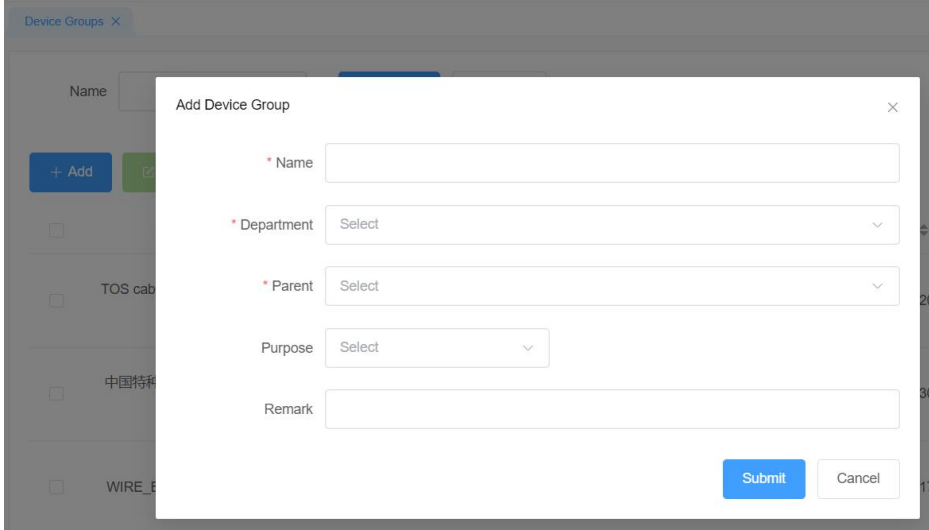 Device Groups ×
Name
Add Device Group
* Name
+ Add
* Department Select
* Parent Select
TOS cab
Purpose Select
中国特种
Remark
WIRE_E
Submit Cancel